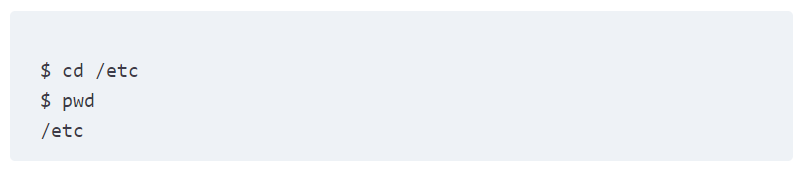 $ cd /etc
$ pwd
/etc